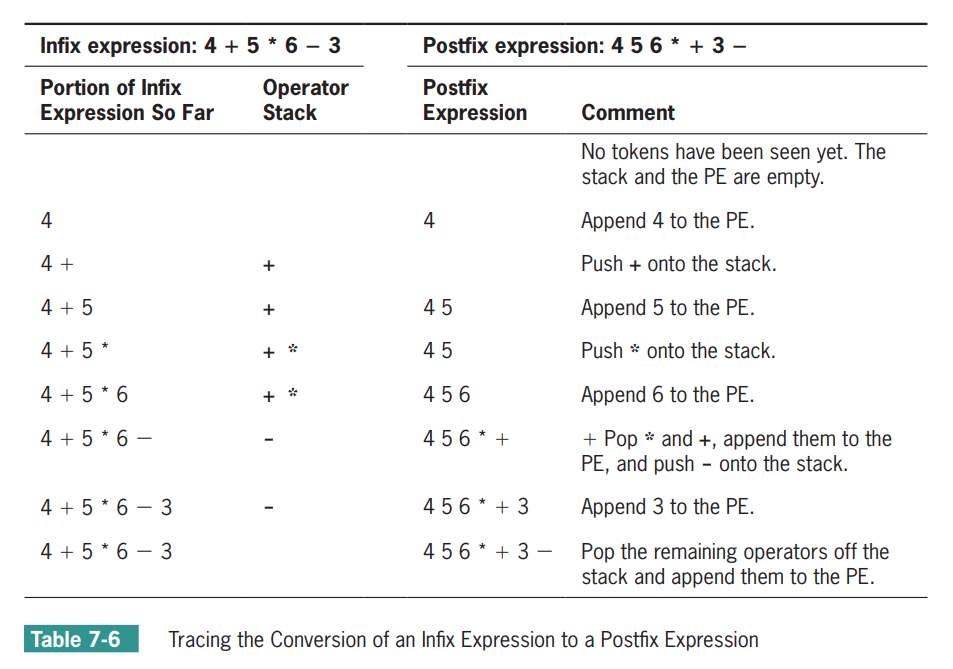 Infix expression: 4 + 5 * 6 − 3 Postfix expression: 4 5 6 * + 3 −
Portion of Infix Operator Postfix
Expression So Far Stack Expression Comment
No tokens have been seen yet. The
stack and the PE are empty.
4 4 Append 4 to the PE.
4 + + Push + onto the stack.
4 + 5 + 4 5 Append 5 to the PE.
4 + 5 * + * 4 5 Push * onto the stack.
4 + 5 * 6 + * 4 5 6 Append 6 to the PE.
4 + 5 * 6 − - 4 5 6 * + + Pop * and +, append them to the
PE, and push - onto the stack.
4 + 5 * 6 − 3 - 4 5 6 * + 3 Append 3 to the PE.
4 + 5 * 6 − 3 4 5 6 * + 3 − Pop the remaining operators off the
stack and append them to the PE.
Table 7-6 Tracing the Conversion of an Infix Expression to a Postfix Expression